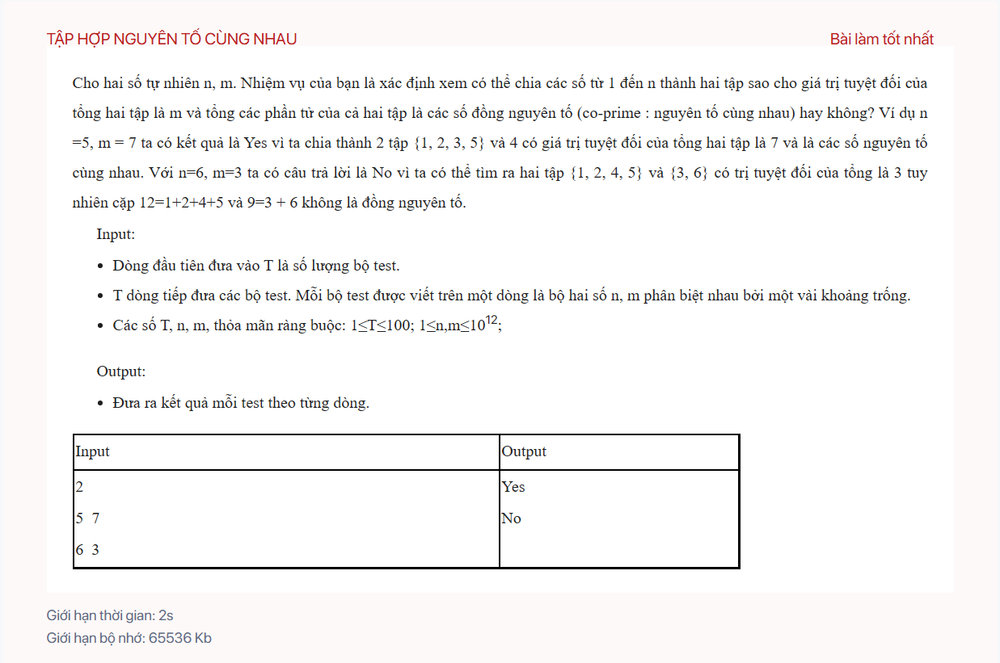 TẬP HỢP NGUYÊN TỐ CÙNG NHAU
Bài làm tốt nhất
Cho hai số tự nhiên n, m. Nhiệm vụ của bạn là xác định xem có thể chia các số từ 1 đến n thành hai tập sao cho giá trị tuyệt đối của
tổng hai tập là m và tổng các phần tử của cả hai tập là các số đồng nguyên tố (co-prime : nguyên tố cùng nhau) hay không? Ví dụ n
=5, m = 7 ta có kết quả là Yes vì ta chia thành 2 tập {1, 2, 3, 5} và 4 có giá trị tuyệt đối của tổng hai tập là 7 và là các số nguyên tố
cùng nhau. Với n=6, m=3 ta có câu trả lời là No vì ta có thể tìm ra hai tập {1, 2, 4, 5} và {3, 6} có trị tuyệt đối của tổng là 3 tuy
nhiên cặp 12=1+2+4+5 và 9=3 + 6 không là đồng nguyên tố.
Input:
• Dòng đầu tiên đưa vào T là số lượng bộ test.
• T dòng tiếp đưa các bộ test. Mỗi bộ test được viết trên một dòng là bộ hai số n, m phân biệt nhau bởi một vài khoảng trống.
• Các số T, n, m, thỏa mãn ràng buộc: 1≤T≤100; 1≤n,m≤10¹²;
Output:
• Đưa ra kết quả mỗi test theo từng dòng.
Input Output
2 Yes
5 7 No
6 3
Giới hạn thời gian: 2s
Giới hạn bộ nhớ: 65536 Kb